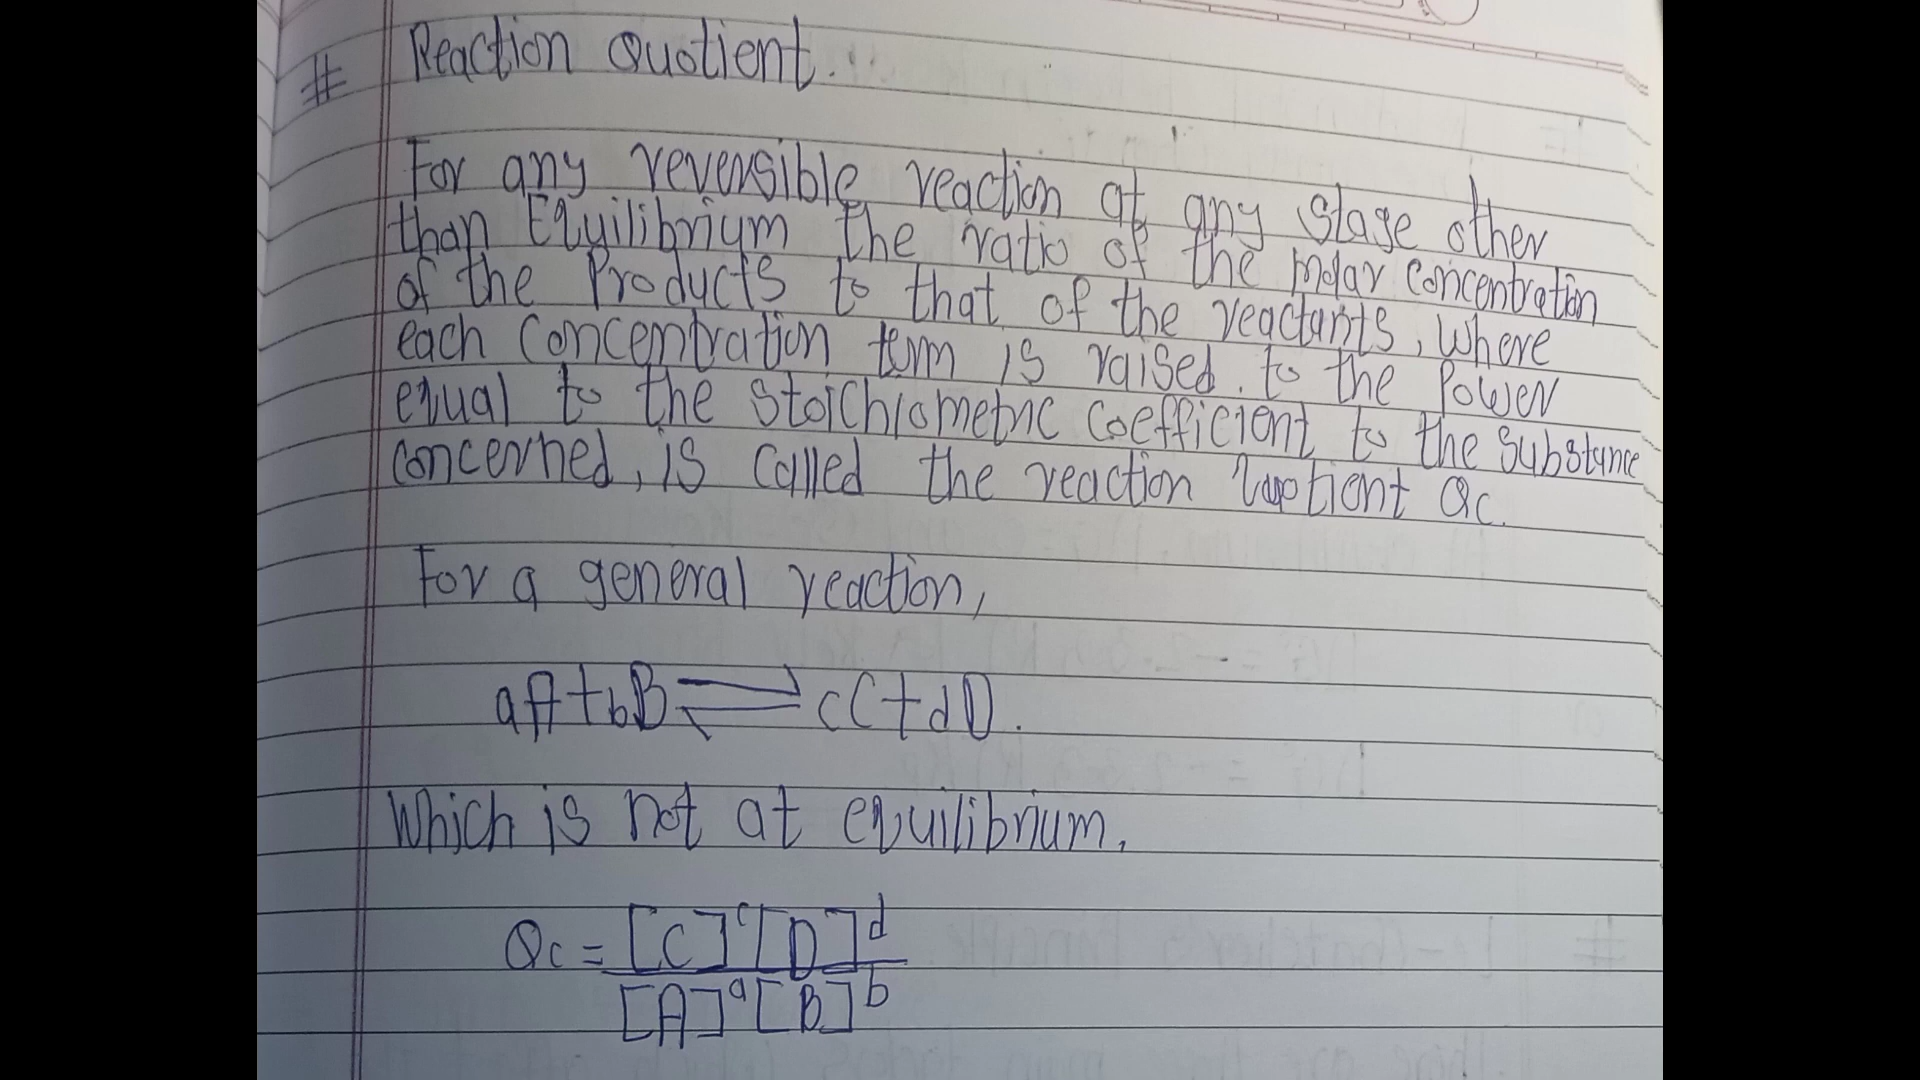 # Reaction Quotient.
For any reversible reaction at any stage other
than Equilibrium the ratio of the molar concentration
of the Products to that of the reactants, where
each concentration term is raised to the Power
equal to the stoichiometric coefficient to the substance
concerned, is called the reaction Qc.
For a general reaction,
aA+bB⇌cC+dD.
Which is not at equilibrium.
Qc = [C]^c[D]^d
[A]^a[B]^b